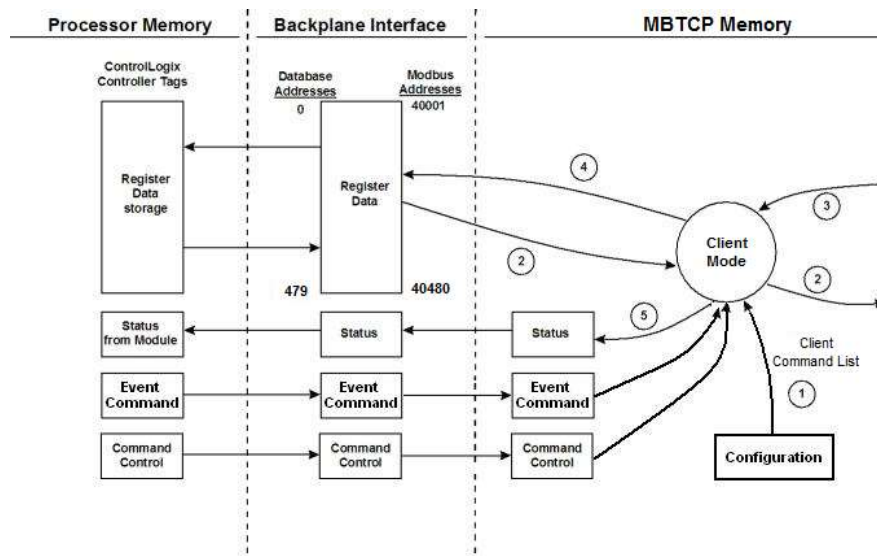 Processor Memory
Backplane Interface
MBTCP Memory
ControlLogix
Controller Tags
Database
Addresses
0
Modbus
Addresses
40001
Register
Data
storage
Register
Data
479
40480
4
2
3
2
5
1
Client
Mode
Status
from Module
Status
Status
Client
Command List
Event
Command
Event
Command
Event
Command
Command
Control
Command
Control
Command
Control
Configuration